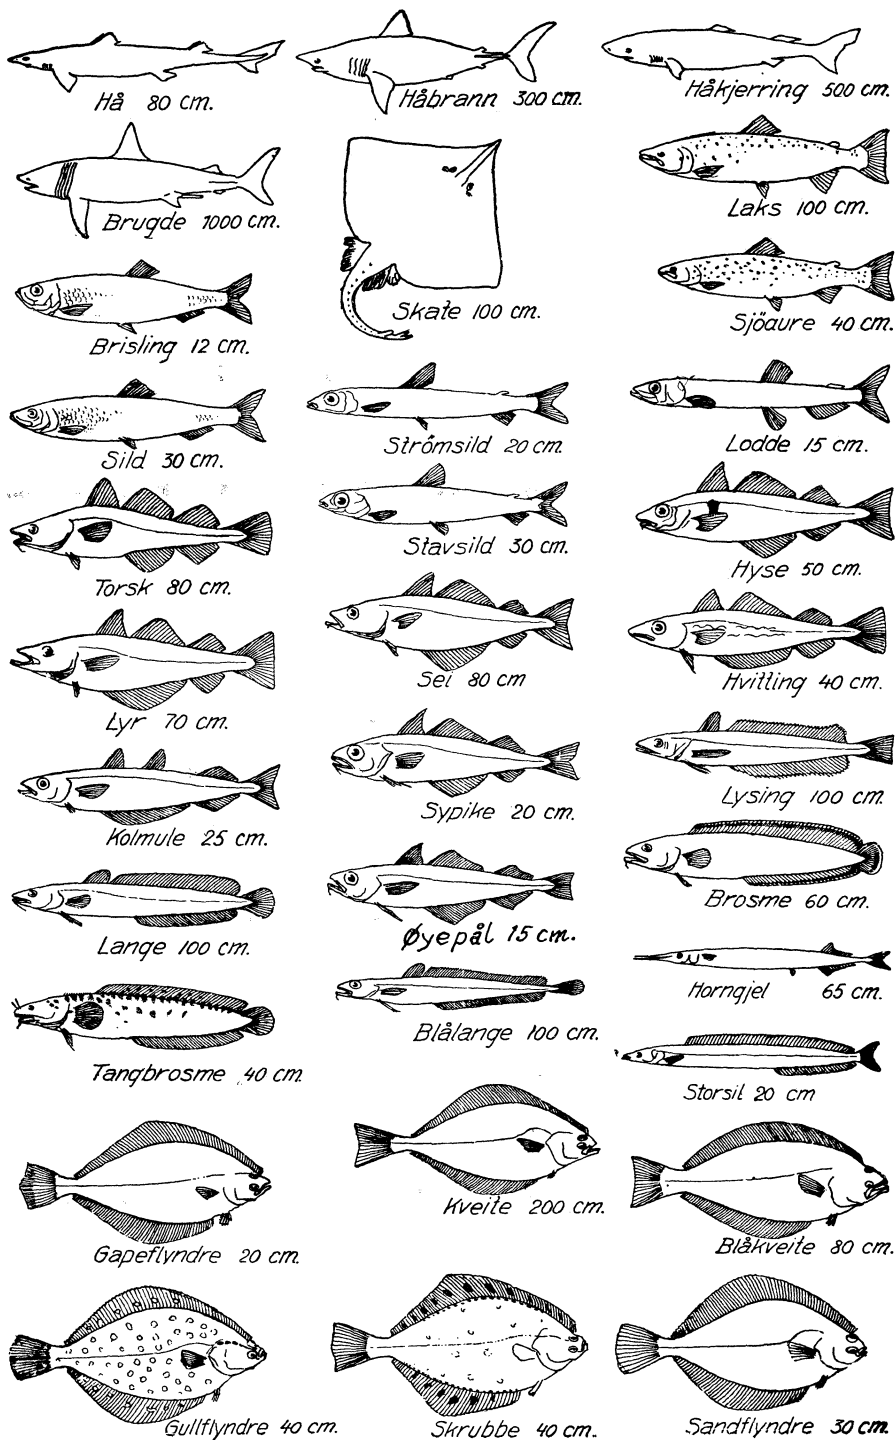 Hå 80 cm.
Håbrann 300 cm.
Håkjerring 500 cm.
Brugde 1000 cm.
Skate 100 cm.
Laks 100 cm.
Brisling 12 cm.
Sjöaure 40 cm.
Sild 30 cm.
Strömsild 20 cm.
Lodde 15 cm.
Torsk 80 cm.
Stavsild 30 cm.
Hyse 50 cm.
Lyr 70 cm.
Sei 80 cm
Hvitting 40 cm.
Kolmule 25 cm.
Sypike 20 cm.
Lysing 100 cm.
Lange 100 cm.
Øyepål 15 cm.
Brosme 60 cm.
Tangbrosme 40 cm.
Blålange 100 cm.
Horngjel 65 cm.
Storsil 20 cm
Gapeflyndre 20 cm.
Kveite 200 cm.
Blåkveite 80 cm.
Gullflyndre 40 cm.
Skrubbe 40 cm.
Sandflyndre 30 cm.